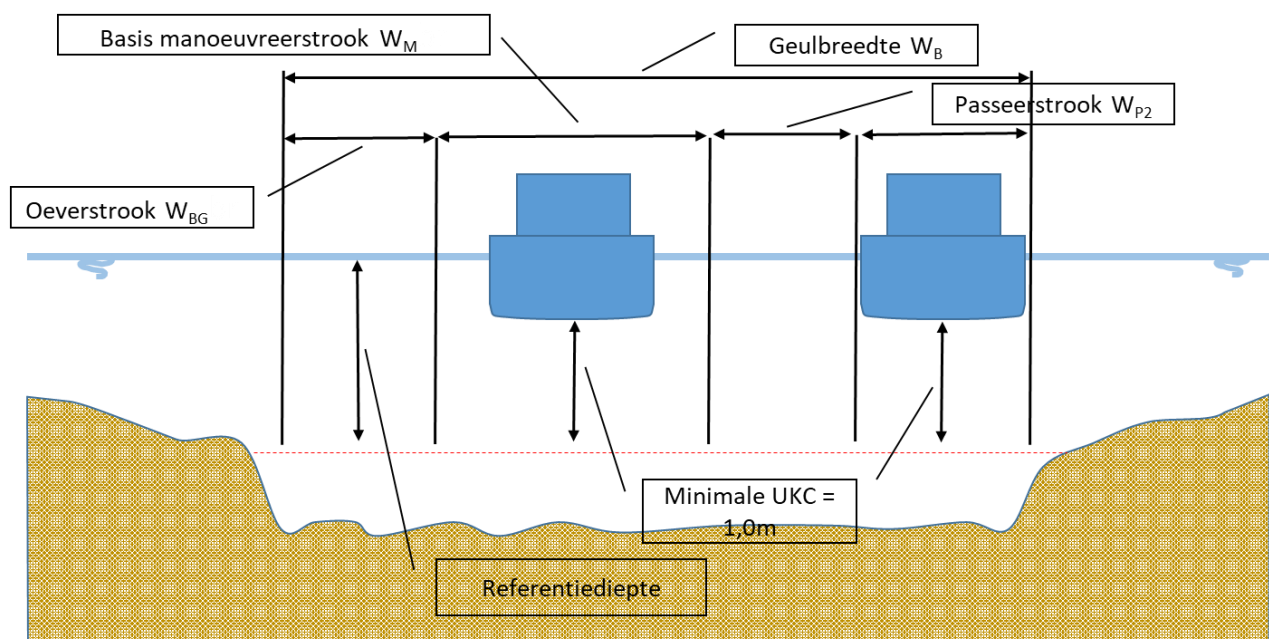 Basis manoeuvreerstrook W_M
Geulbreedte W_B
Passeerstrook W_P2
Oeverstrook W_BG
Minimale UKC =
1,0m
Referentiediepte